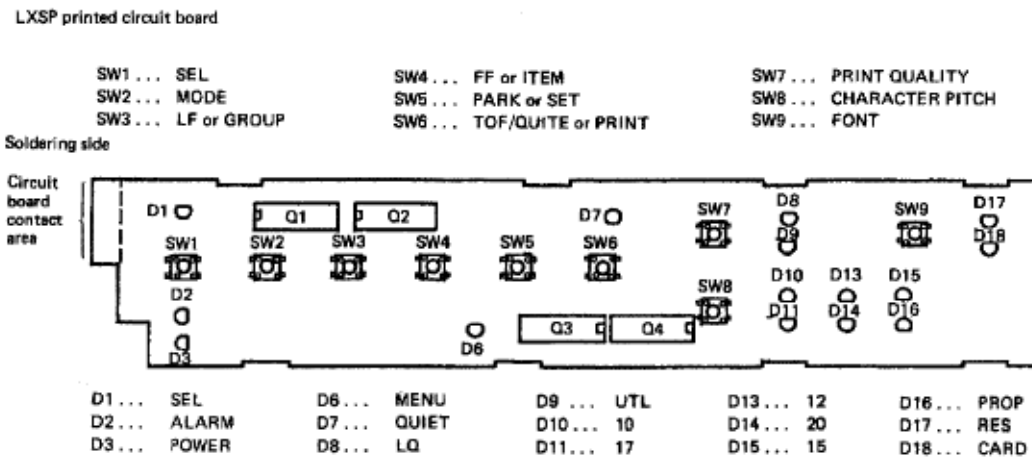 LXSP printed circuit board
SW1 ... SEL SW4 ... FF or ITEM SW7 ... PRINT QUALITY
SW2 ... MODE SW5 ... PARK or SET SW8 ... CHARACTER PITCH
SW3 ... LF or GROUP SW6 ... TOF/QUITE or PRINT SW9 ... FONT
Soldering side
Circuit
board
contact
area
D1 Q1 Q2 D7 SW7 D8 SW9 D17
D9 D18
SW1 SW2 SW3 SW4 SW5 SW6
D2 SW8 D10 D13 D15
D11 D14 D16
D3 D6 Q3 Q4
D1 ... SEL D6 ... MENU D9 ... UTL D13 ... 12 D16 ... PROP
D2 ... ALARM D7 ... QUIET D10 ... 10 D14 ... 20 D17 ... RES
D3 ... POWER D8 ... LQ D11 ... 17 D15 ... 15 D18 ... CARD